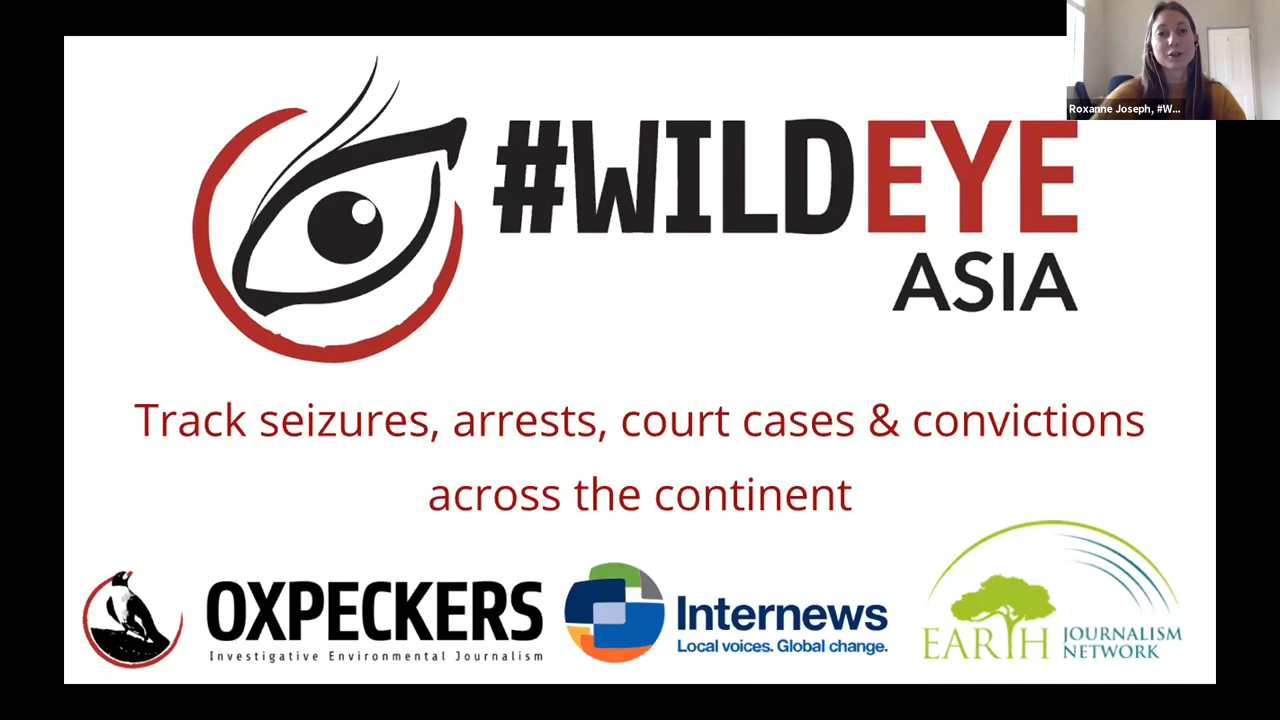 Roxanne Joseph, #W...
#WILDEYE
ASIA
Track seizures, arrests, court cases & convictions
across the continent
OXPECKERS
Investigative Environmental Journalism
Internews
Local voices. Global change.
EARTH JOURNALISM
NETWORK